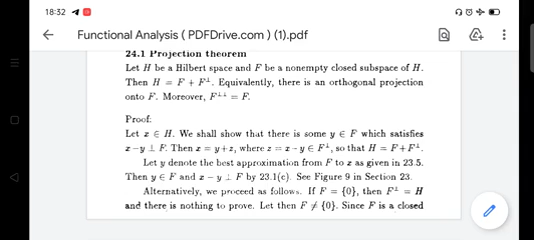 18:32
Functional Analysis ( PDFDrive.com ) (1).pdf
24.1 Projection theorem
Let H be a Hilbert space and F be a nonempty closed subspace of H.
Then H = F + F⊥. Equivalently, there is an orthogonal projection
onto F. Moreover, F⊥⊥ = F.
Proof:
Let x ∈ H. We shall show that there is some y ∈ F which satisfies
x − y ⊥ F. Then x = y+z, where z = x − y ∈ F⊥, so that H = F+F⊥.
Let y denote the best approximation from F to x as given in 23.5.
Then y ∈ F and x − y ⊥ F by 23.1(c). See Figure 9 in Section 23.
Alternatively, we proceed as follows. If F = {0}, then F⊥ = H
and there is nothing to prove. Let then F ≠ {0}. Since F is a closed